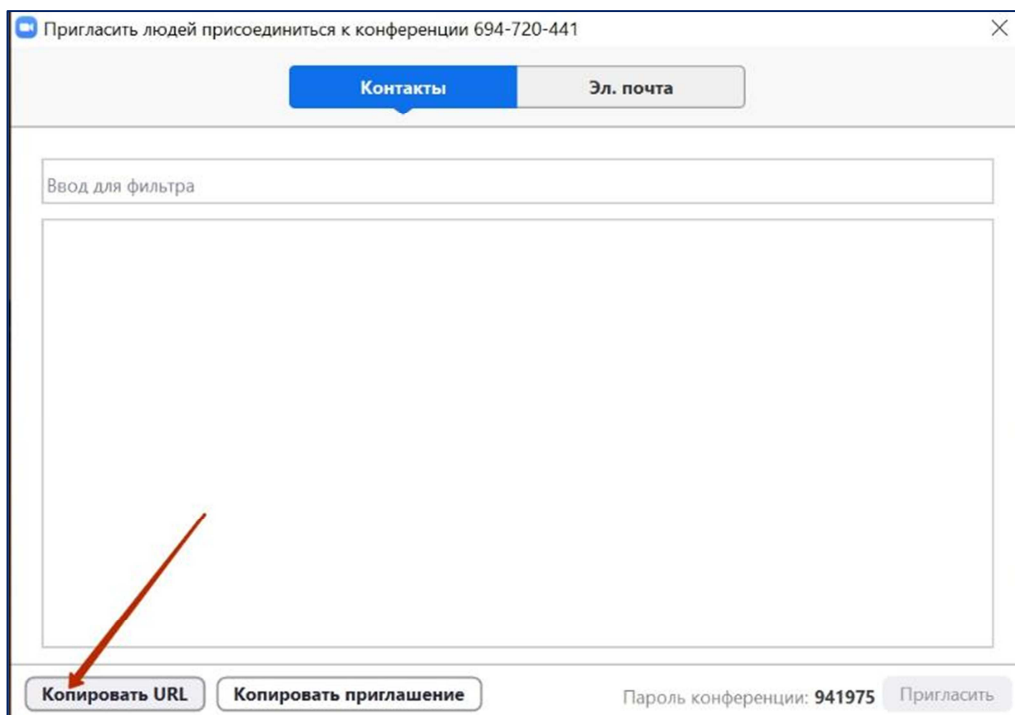 Пригласить людей присоединиться к конференции 694-720-441
Контакты Эл. почта
Ввод для фильтра
Копировать URL Копировать приглашение Пароль конференции: 941975 Пригласить